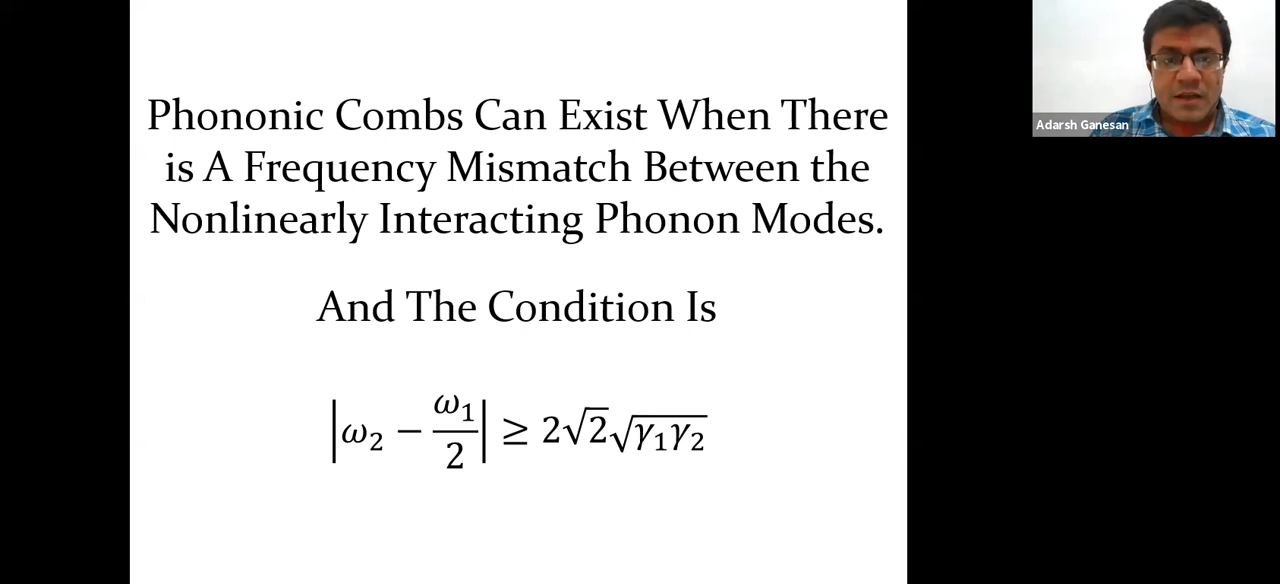 Phononic Combs Can Exist When There
is A Frequency Mismatch Between the
Nonlinearly Interacting Phonon Modes.
And The Condition Is
|ω₂ − ω₁/2| ≥ 2√2√γ₁γ₂
Adarsh Ganesan